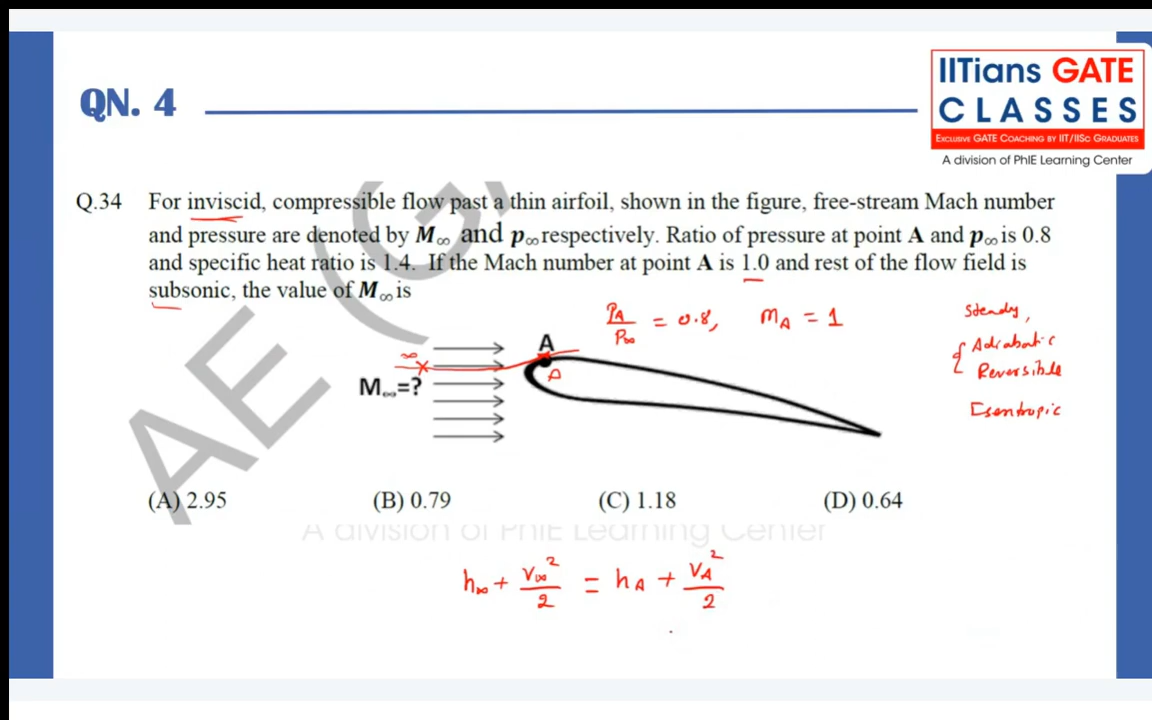 QN. 4
IITians GATE
CLASSES
EXCLUSIVE GATE COACHING BY IIT/IISC GRADUATES
A division of PhIE Learning Center
Q.34 For inviscid, compressible flow past a thin airfoil, shown in the figure, free-stream Mach number
and pressure are denoted by M∞ and p∞ respectively. Ratio of pressure at point A and p∞ is 0.8
and specific heat ratio is 1.4. If the Mach number at point A is 1.0 and rest of the flow field is
subsonic, the value of M∞ is
PA/P∞ = 0.8, MA = 1
Steady,
Adiabatic
Reversible
Isentropic
A
∞
A
M∞=?
(A) 2.95 (B) 0.79 (C) 1.18 (D) 0.64
A division of PhIE Learning Center
h∞ + V∞²/2 = hA + VA²/2
AE (G